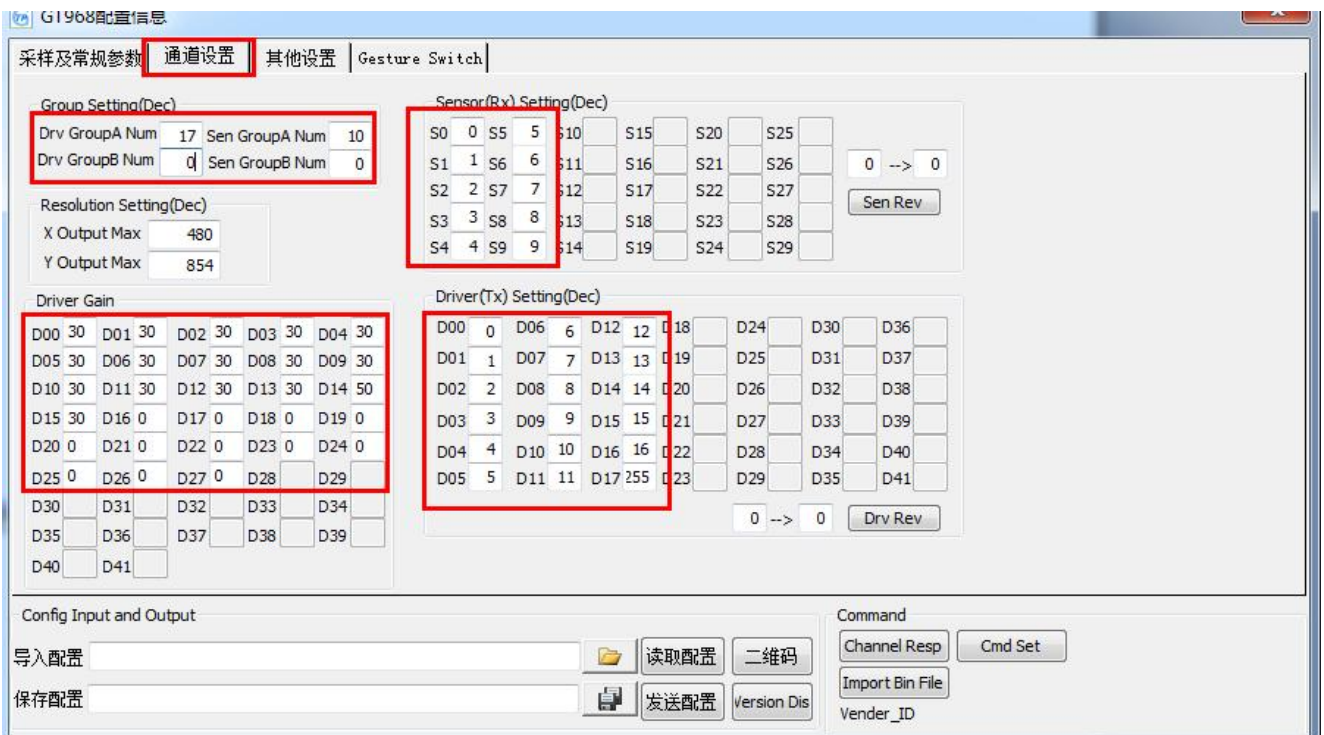 GT968配置信息
采样及常规参数 通道设置 其他设置 Gesture Switch
Group Setting(Dec)
Drv GroupA Num 17 Sen GroupA Num 10
Drv GroupB Num 0 Sen GroupB Num 0
Resolution Setting(Dec)
X Output Max 480
Y Output Max 854
Sensor(Rx) Setting(Dec)
S0 0 S5 5 S10 S15 S20 S25
S1 1 S6 6 S11 S16 S21 S26
S2 2 S7 7 S12 S17 S22 S27
S3 3 S8 8 S13 S18 S23 S28
S4 4 S9 9 S14 S19 S24 S29
0 --> 0
Sen Rev
Driver Gain
D00 30 D01 30 D02 30 D03 30 D04 30
D05 30 D06 30 D07 30 D08 30 D09 30
D10 30 D11 30 D12 30 D13 30 D14 50
D15 30 D16 0 D17 0 D18 0 D19 0
D20 0 D21 0 D22 0 D23 0 D24 0
D25 0 D26 0 D27 0 D28 D29
D30 D31 D32 D33 D34
D35 D36 D37 D38 D39
D40 D41
Driver(Tx) Setting(Dec)
D00 0 D06 6 D12 12 D18 D24 D30 D36
D01 1 D07 7 D13 13 D19 D25 D31 D37
D02 2 D08 8 D14 14 D20 D26 D32 D38
D03 3 D09 9 D15 15 D21 D27 D33 D39
D04 4 D10 10 D16 16 D22 D28 D34 D40
D05 5 D11 11 D17 255 D23 D29 D35 D41
0 --> 0 Drv Rev
Config Input and Output
导入配置 读取配置 二维码
保存配置 发送配置 Version Dis
Command
Channel Resp Cmd Set
Import Bin File
Vender_ID